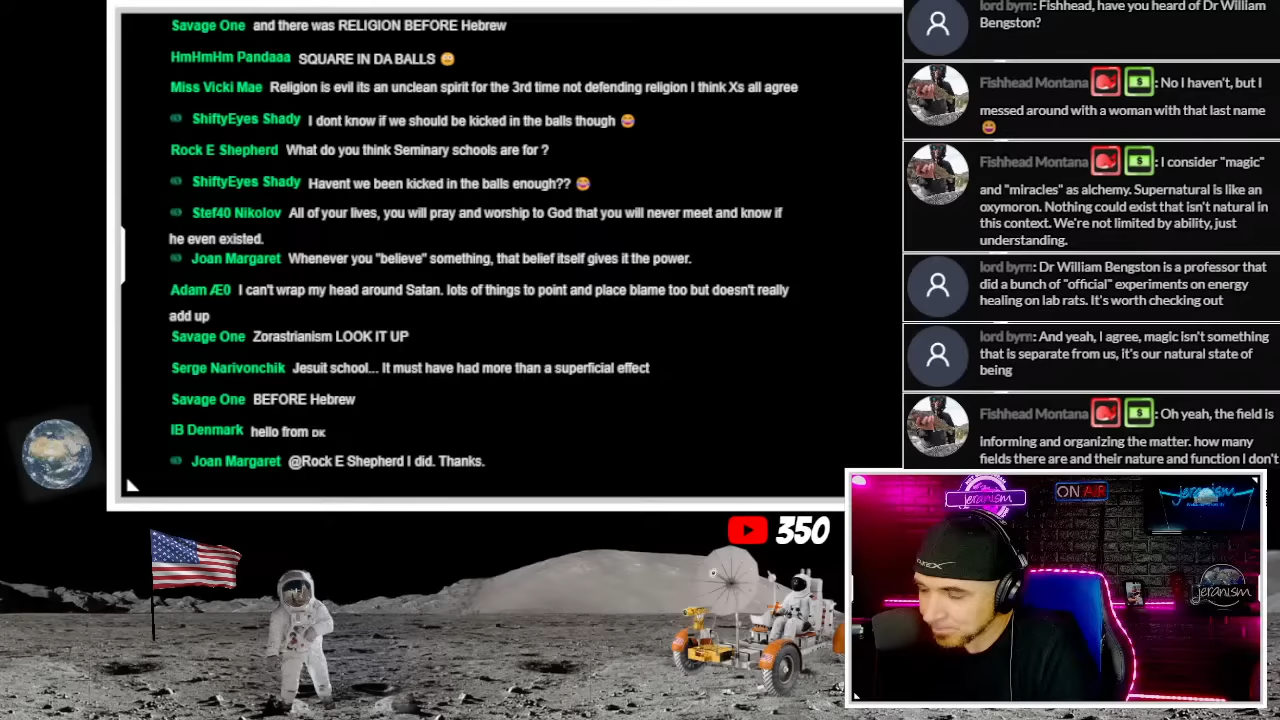 Savage One and there was RELIGION BEFORE Hebrew
HmHmHm Pandaaa SQUARE IN DA BALLS 😀
Miss Vicki Mae Religion is evil its an unclean spirit for the 3rd time not defending religion I think Xs all agree
ShiftyEyes Shady I dont know if we should be kicked in the balls though 😂
Rock E Shepherd What do you think Seminary schools are for ?
ShiftyEyes Shady Havent we been kicked in the balls enough?? 😂
Stef40 Nikolov All of your lives, you will pray and worship to God that you will never meet and know if
he even existed.
Joan Margaret Whenever you "believe" something, that belief itself gives it the power.
Adam Æ0 I can't wrap my head around Satan. lots of things to point and place blame too but doesn't really
add up
Savage One Zorastrianism LOOK IT UP
Serge Narivonchik Jesuit school... It must have had more than a superficial effect
Savage One BEFORE Hebrew
IB Denmark hello from DK
Joan Margaret @Rock E Shepherd I did. Thanks.
lord byrn: Fishhead, have you heard of Dr William
Bengston?
Fishhead Montana : No I haven't, but I
messed around with a woman with that last name
😄
Fishhead Montana : I consider "magic"
and "miracles" as alchemy. Supernatural is like an
oxymoron. Nothing could exist that isn't natural in
this context. We're not limited by ability, just
understanding.
lord byrn: Dr William Bengston is a professor that
did a bunch of "official" experiments on energy
healing on lab rats. It's worth checking out
lord byrn: And yeah, I agree, magic isn't something
that is separate from us, it's our natural state of
being
Fishhead Montana : Oh yeah, the field is
informing and organizing the matter. how many
fields there are and their nature and function I don't
350
jeranism
ON AIR
jeranism
jeranism